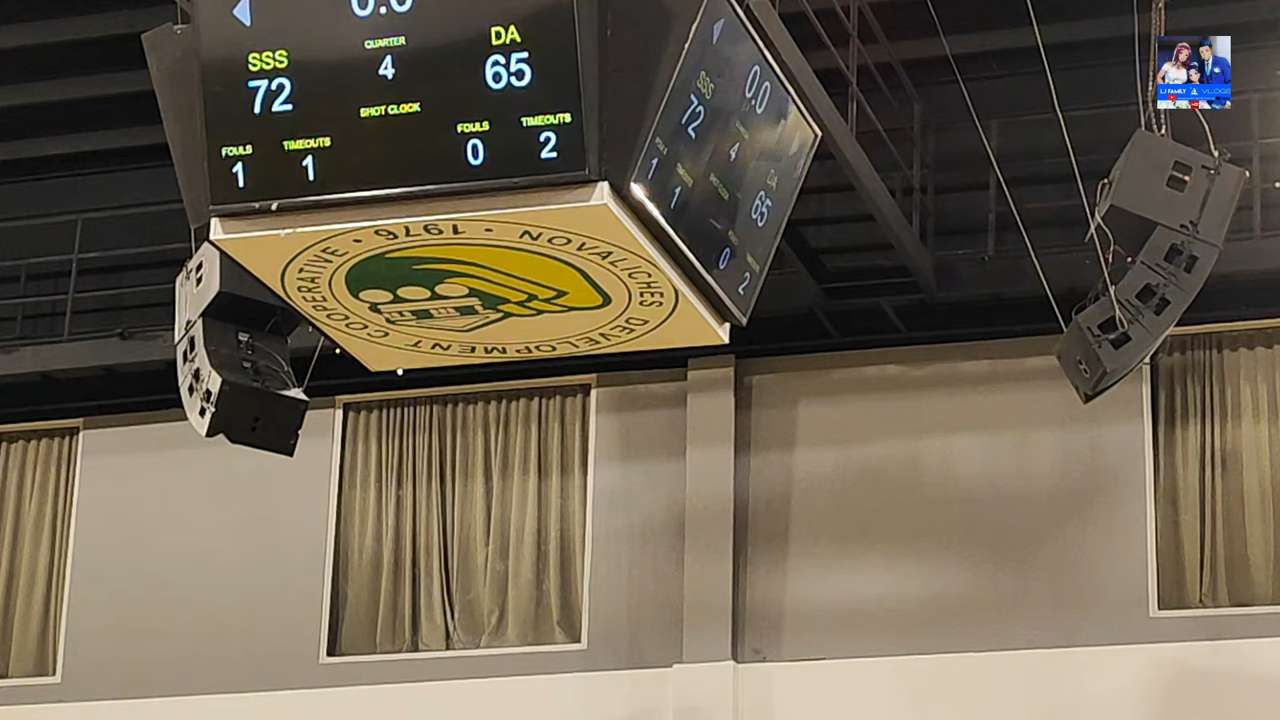 0.0
SSS
QUARTER
DA
72
4
65
SHOT CLOCK
FOULS
TIMEOUTS
FOULS
TIMEOUTS
1
1
0
2
NOVALICHES DEVELOPMENT COOPERATIVE • 1976 •
0.0
SSS
72
4
DA
65
1
1
0
2
LJ FAMILY VLOGS